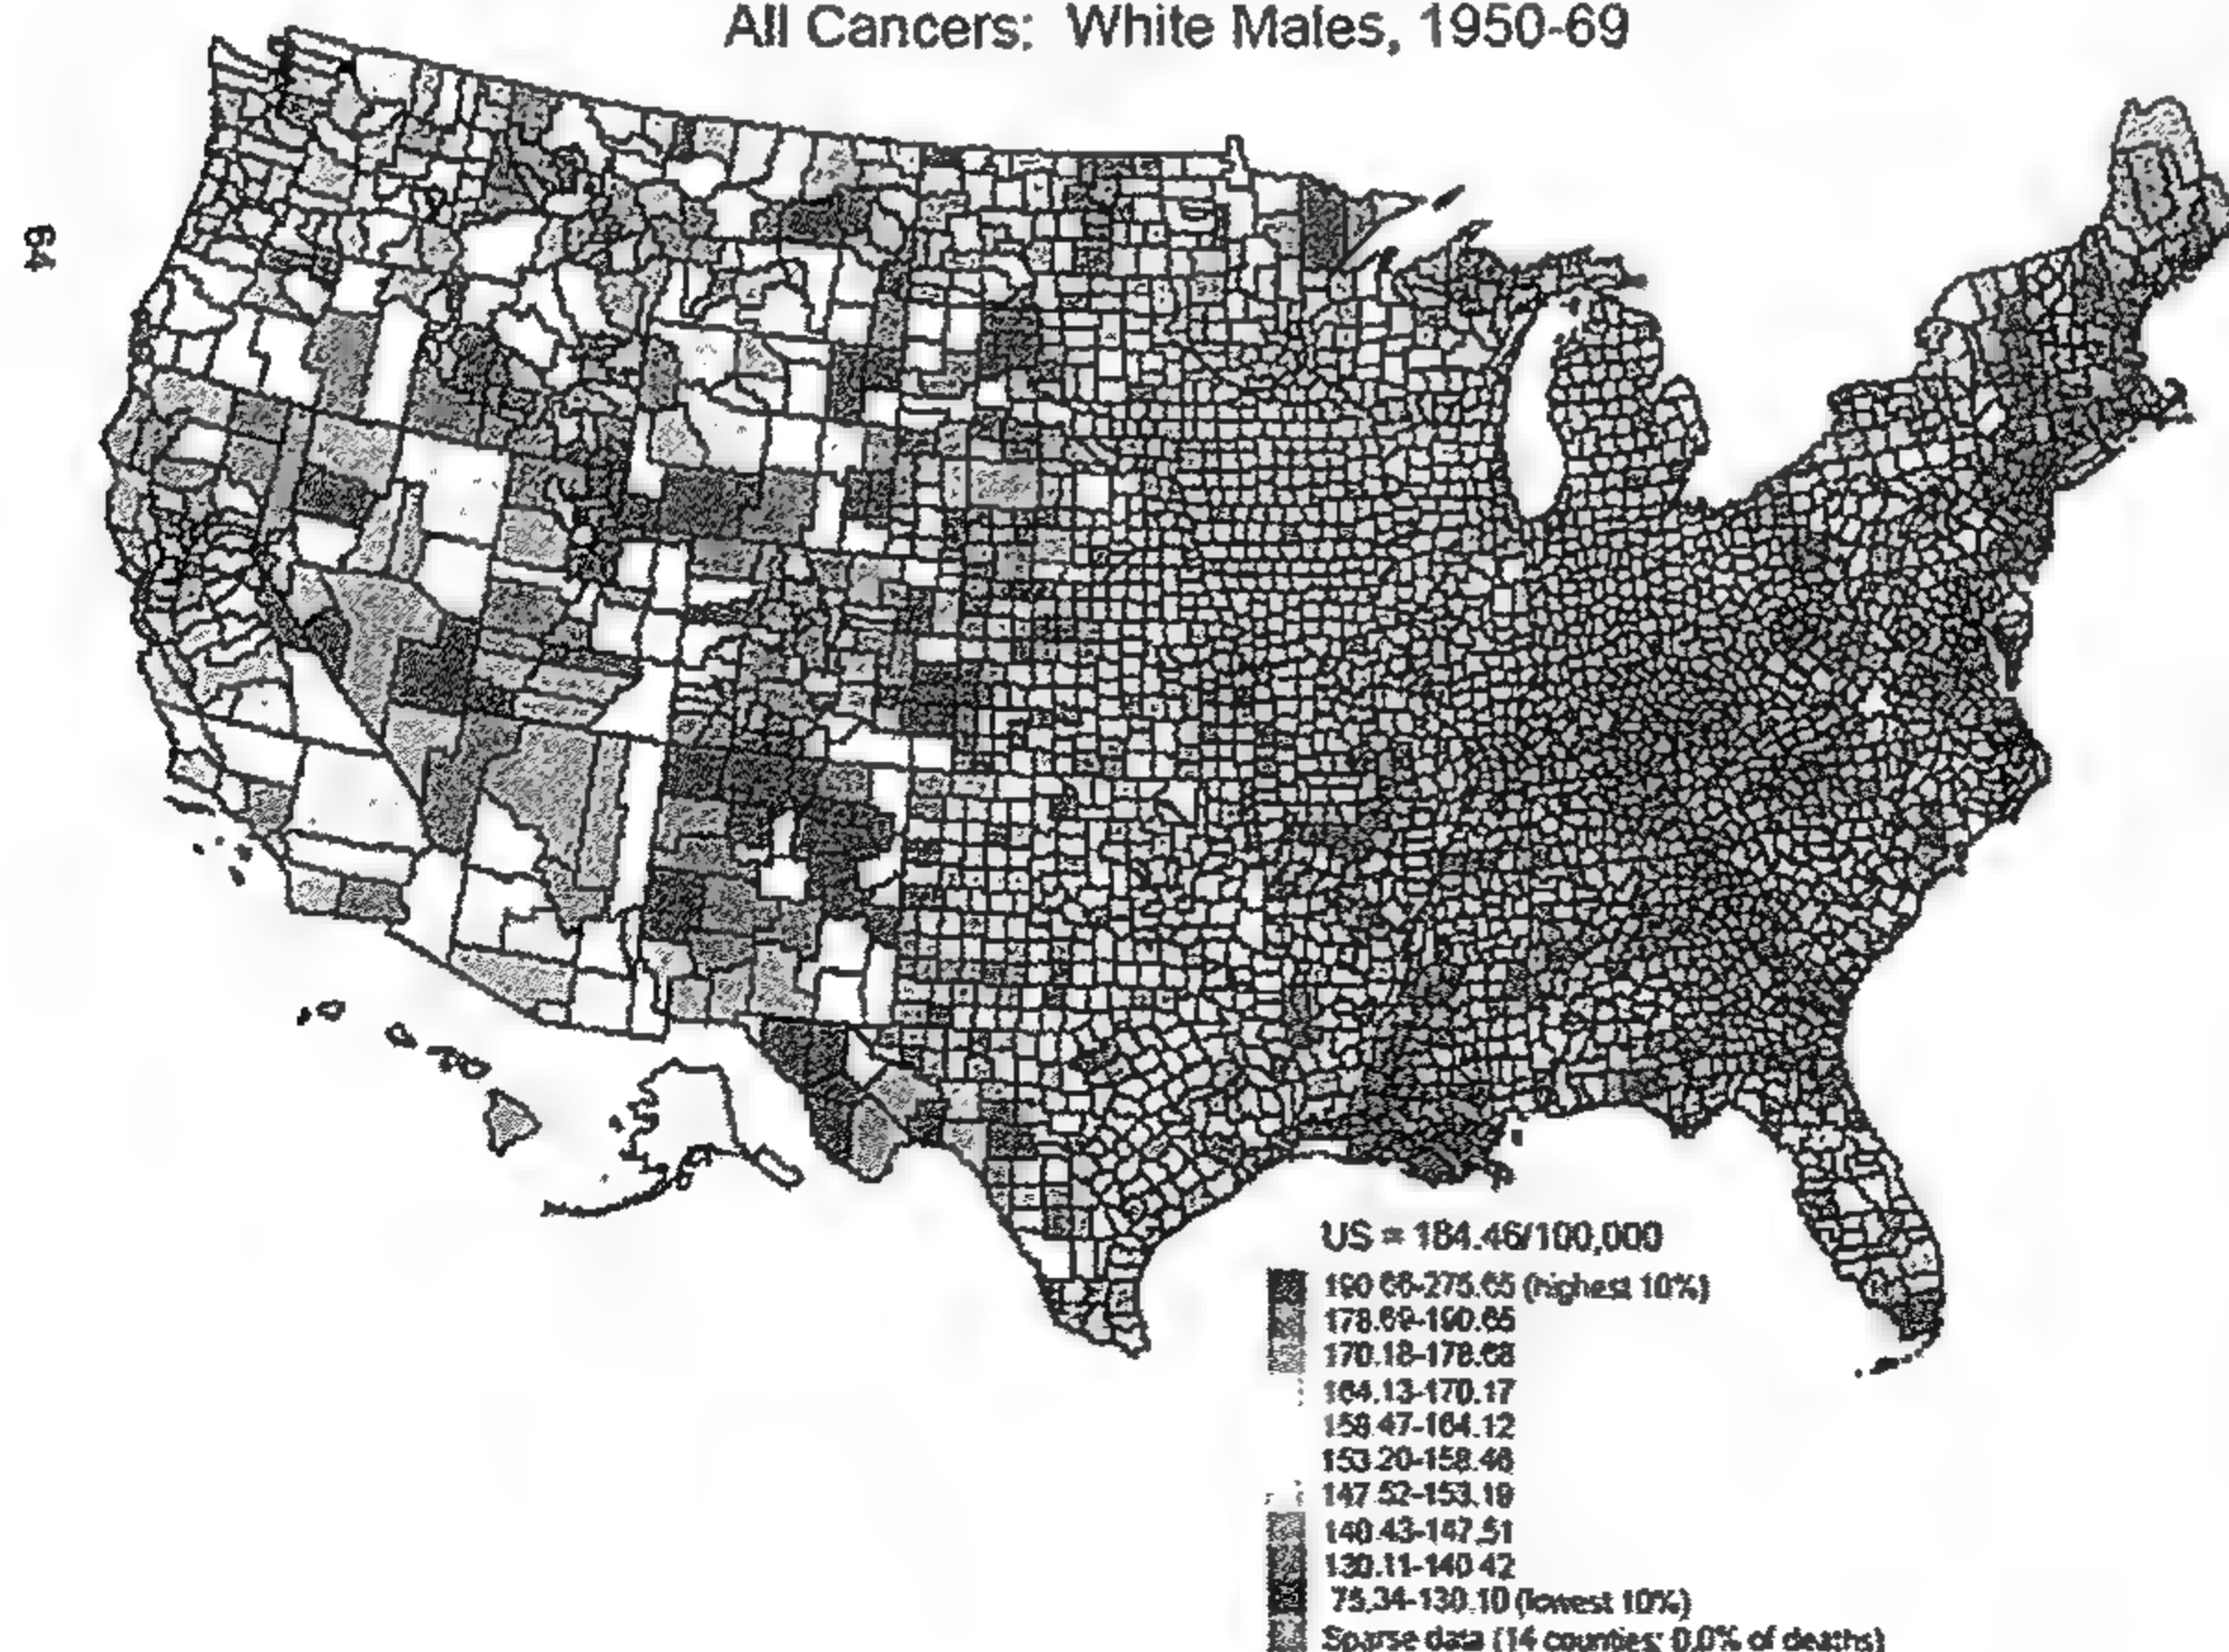 All Cancers: White Males, 1950-69
64
US = 184.46/100,000
190.66-275.65 (highest 10%)
178.69-190.65
170.18-178.68
164.13-170.17
158.47-164.12
153.20-158.46
147.52-153.19
140.43-147.51
130.11-140.42
75.34-130.10 (lowest 10%)
Sparse data (14 counties; 0.0% of deaths)